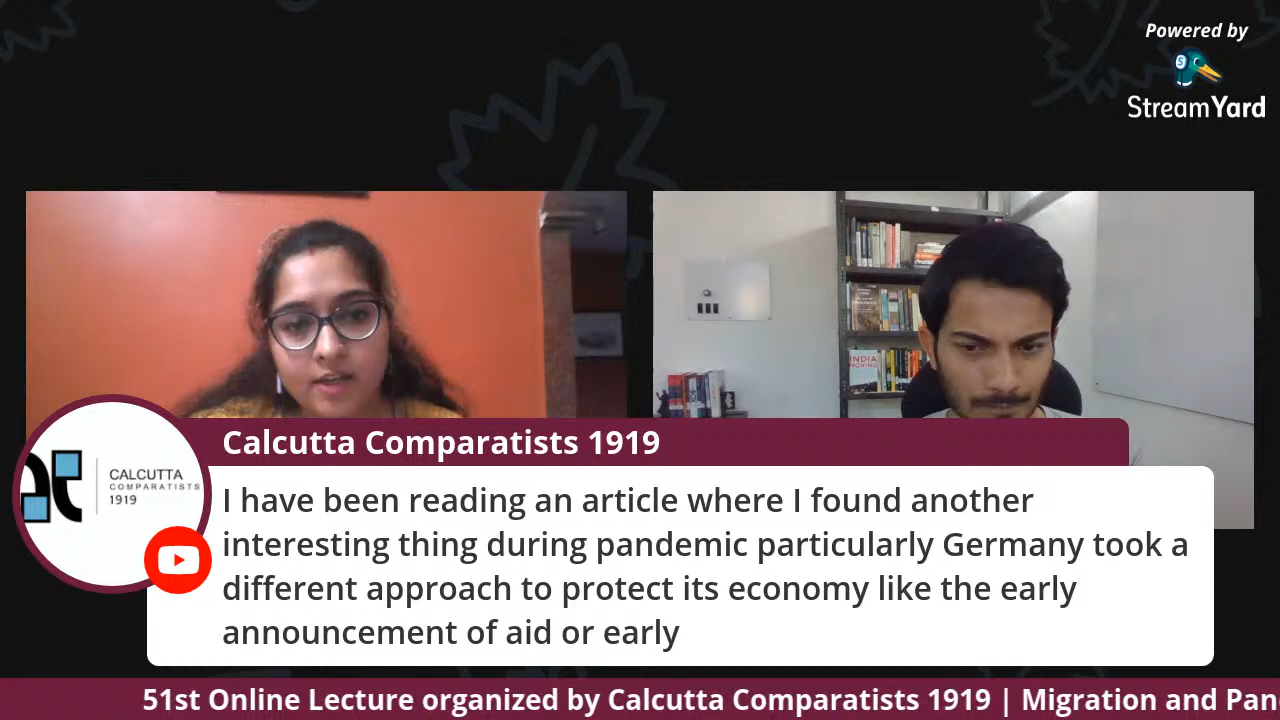 Powered by
StreamYard
INDIA
MOVING
Calcutta Comparatists 1919
CALCUTTA
COMPARATISTS
1919
I have been reading an article where I found another
interesting thing during pandemic particularly Germany took a
different approach to protect its economy like the early
announcement of aid or early
51st Online Lecture organized by Calcutta Comparatists 1919 | Migration and Pan